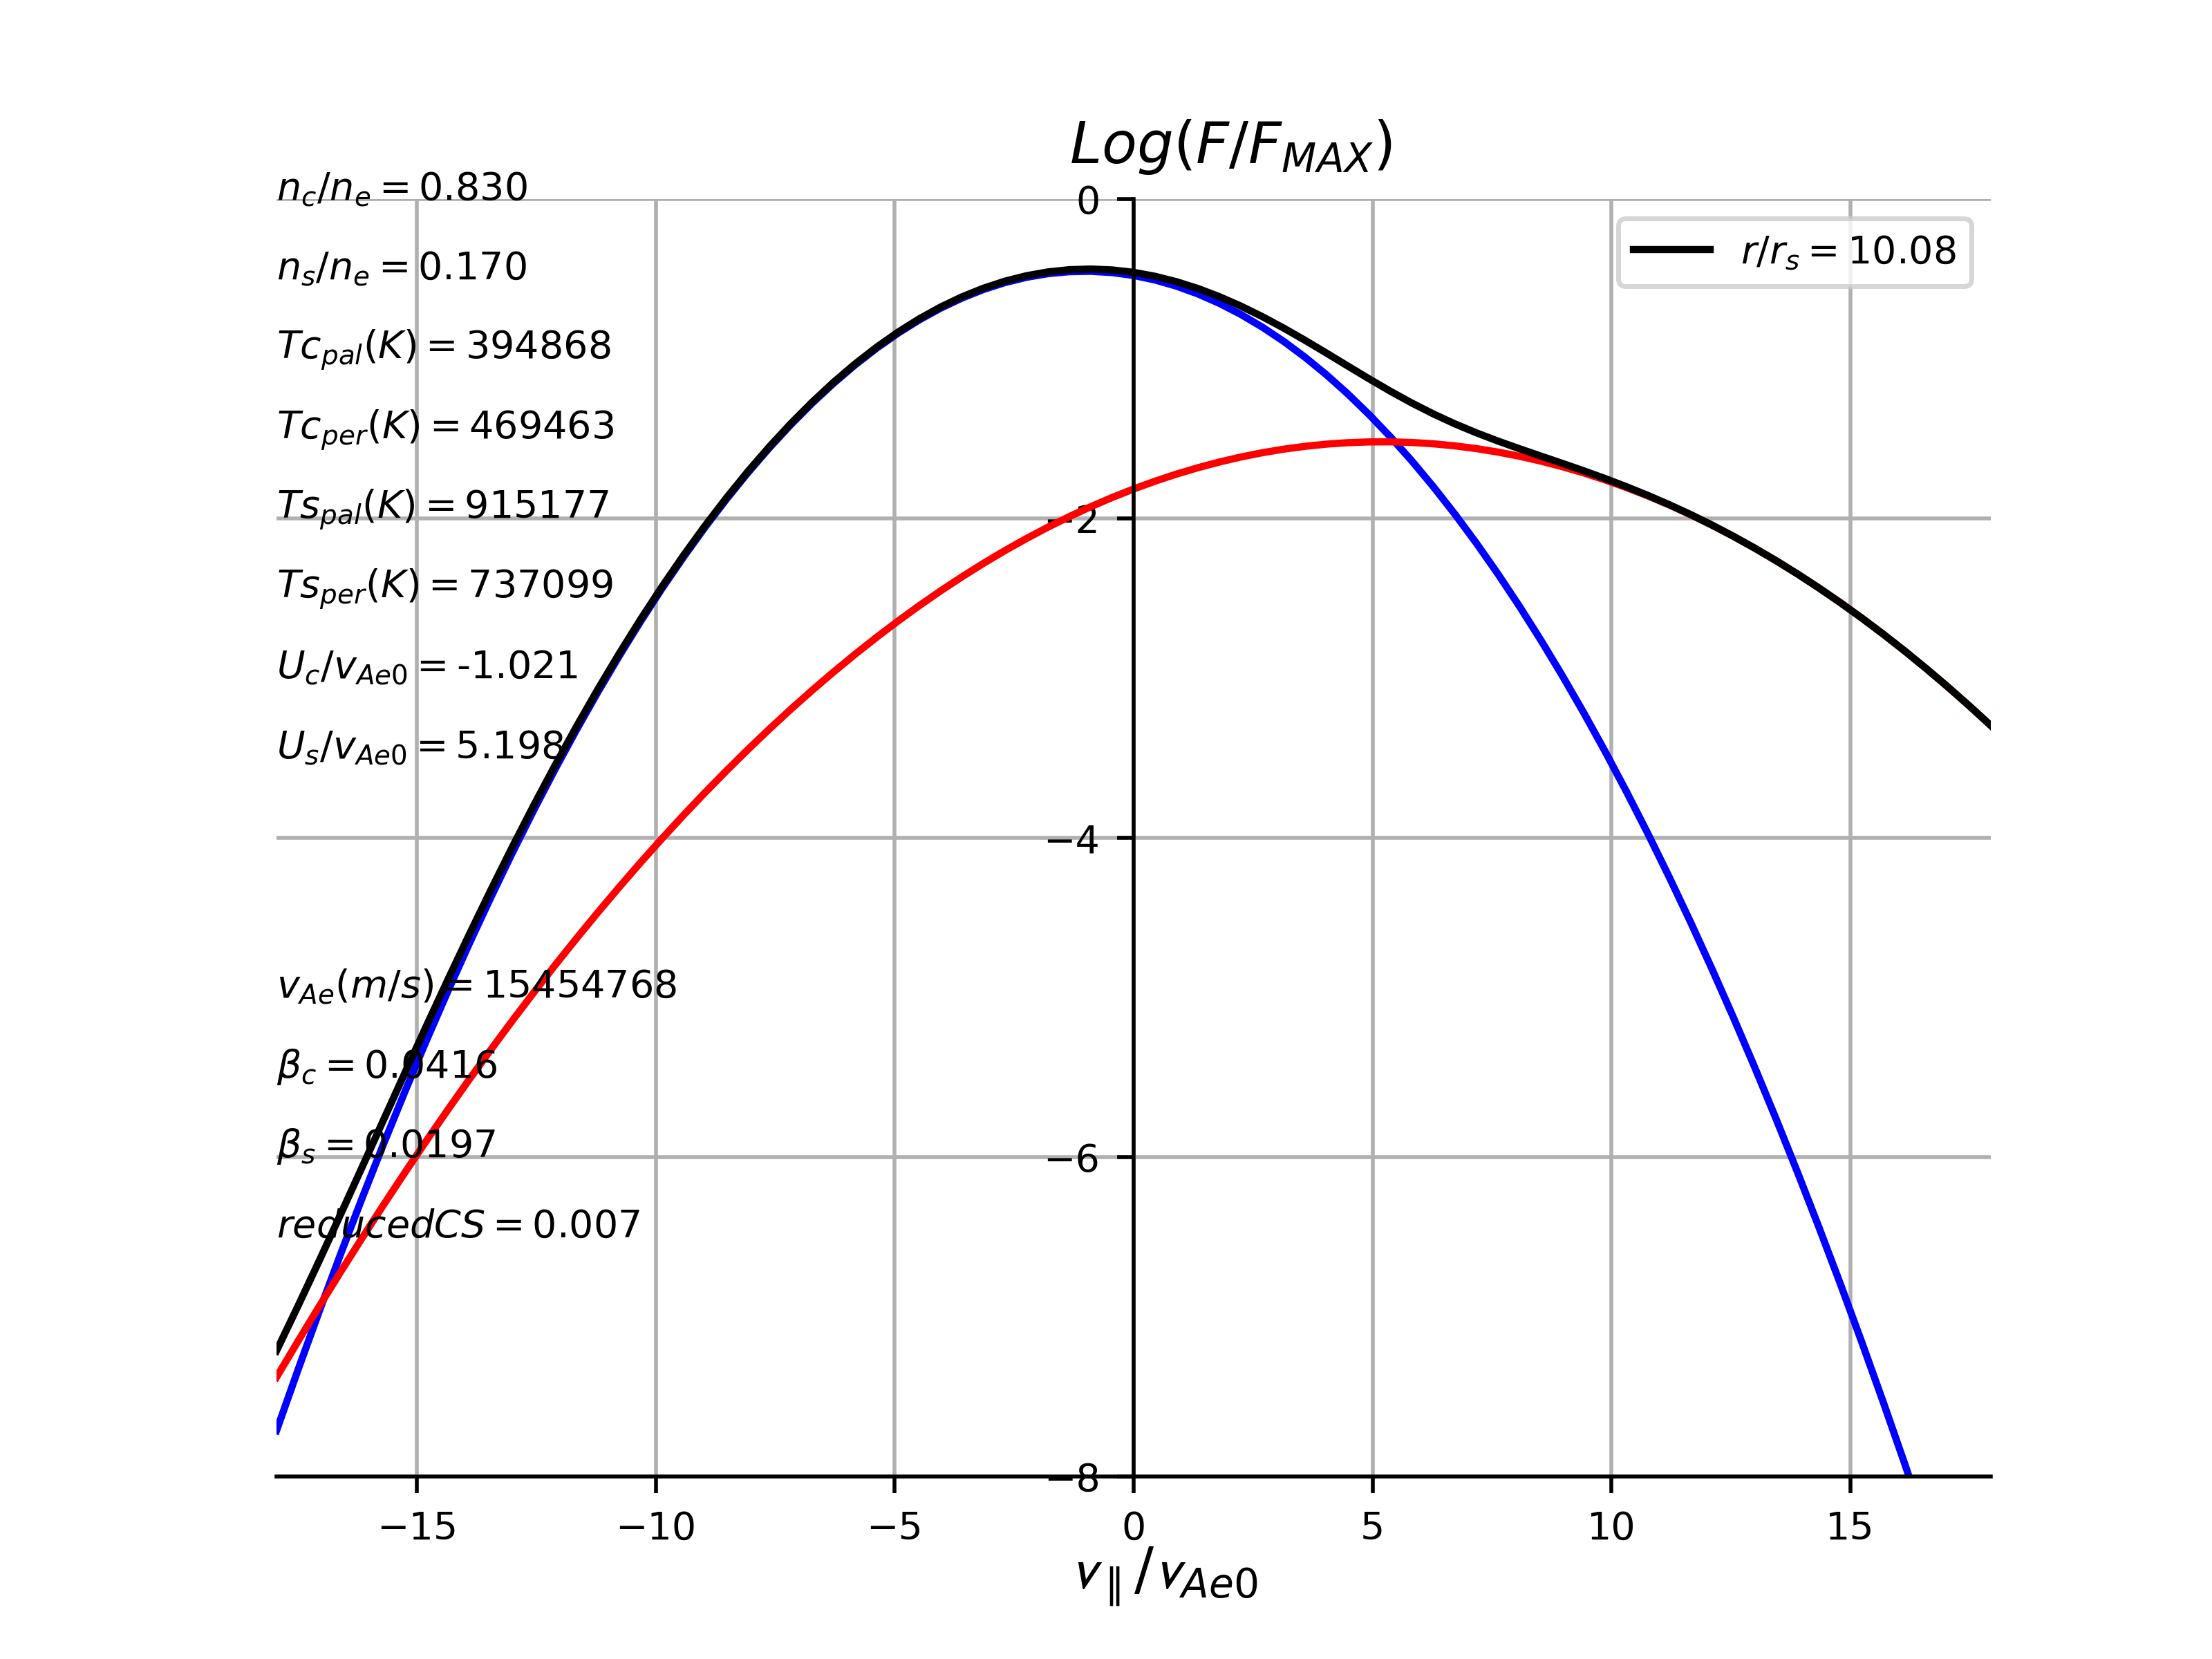 Log(F/F_MAX)
n_c/n_e = 0.830
n_s/n_e = 0.170
Tc_pal(K) = 394868
Tc_per(K) = 469463
Ts_pal(K) = 915177
Ts_per(K) = 737099
U_c/v_Ae0 = -1.021
U_s/v_Ae0 = 5.198
v_Ae(m/s) = 15454768
β_c = 0.0416
β_s = 0.0197
reducedCS = 0.007
r/r_s = 10.08
0
−2
−4
−6
−8
−15 −10 −5 0 5 10 15
v_∥/v_Ae0